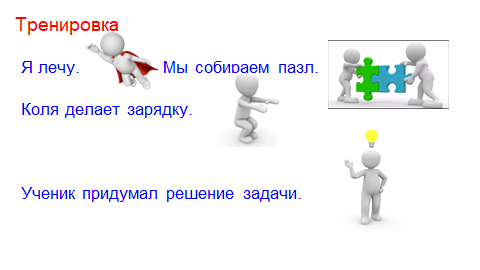 Тренировка
Я лечу. Мы собираем пазл.
Коля делает зарядку.
Ученик придумал решение задачи.